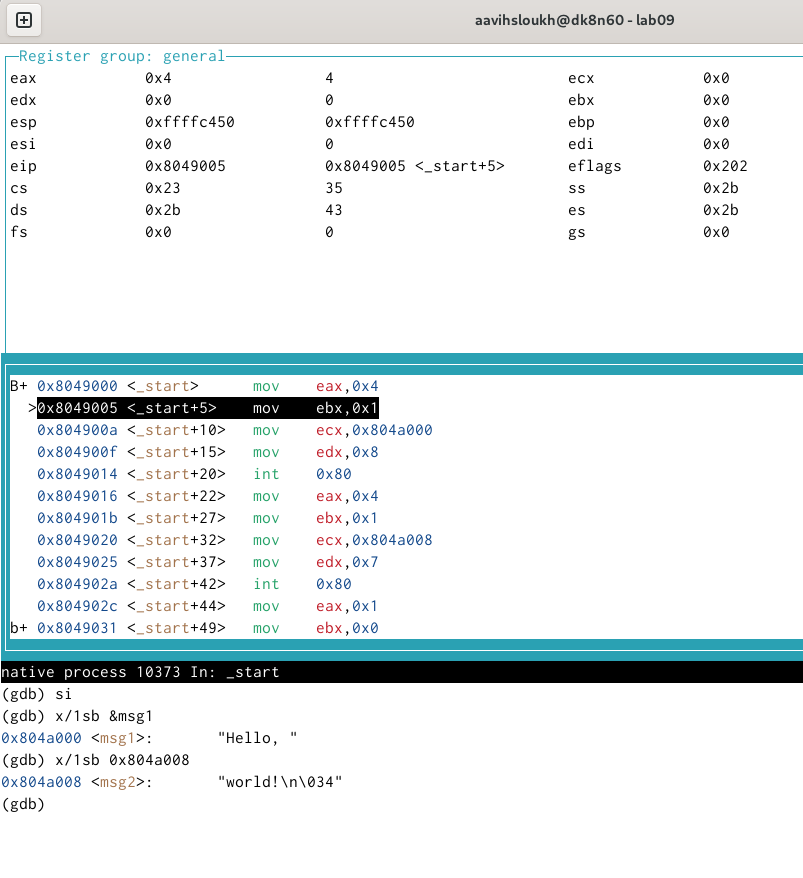 aavihsloukh@dk8n60 - lab09
Register group: general
eax 0x4 4 ecx 0x0
edx 0x0 0 ebx 0x0
esp 0xffffc450 0xffffc450 ebp 0x0
esi 0x0 0 edi 0x0
eip 0x8049005 0x8049005 <_start+5> eflags 0x202
cs 0x23 35 ss 0x2b
ds 0x2b 43 es 0x2b
fs 0x0 0 gs 0x0
B+ 0x8049000 <_start> mov eax,0x4
>0x8049005 <_start+5> mov ebx,0x1
0x804900a <_start+10> mov ecx,0x804a000
0x804900f <_start+15> mov edx,0x8
0x8049014 <_start+20> int 0x80
0x8049016 <_start+22> mov eax,0x4
0x804901b <_start+27> mov ebx,0x1
0x8049020 <_start+32> mov ecx,0x804a008
0x8049025 <_start+37> mov edx,0x7
0x804902a <_start+42> int 0x80
0x804902c <_start+44> mov eax,0x1
b+ 0x8049031 <_start+49> mov ebx,0x0
native process 10373 In: _start
(gdb) si
(gdb) x/1sb &msg1
0x804a000 <msg1>: "Hello, "
(gdb) x/1sb 0x804a008
0x804a008 <msg2>: "world!\n\034"
(gdb)